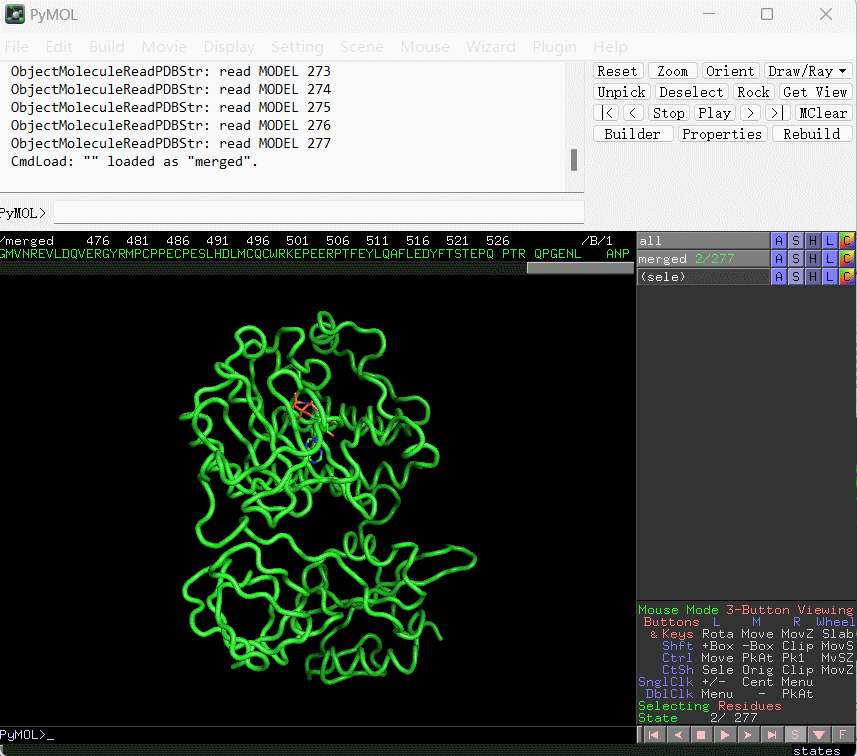 PyMOL
File Edit Build Movie Display Setting Scene Mouse Wizard Plugin Help
ObjectMoleculeReadPDBStr: read MODEL 273
ObjectMoleculeReadPDBStr: read MODEL 274
ObjectMoleculeReadPDBStr: read MODEL 275
ObjectMoleculeReadPDBStr: read MODEL 276
ObjectMoleculeReadPDBStr: read MODEL 277
CmdLoad: "" loaded as "merged".
Reset Zoom Orient Draw/Ray
Unpick Deselect Rock Get View
|< < Stop Play > >| MClear
Builder Properties Rebuild
PyMOL>
/merged 476 481 486 491 496 501 506 511 516 521 526 /B/1
GMVNREVLDQVERGYRMPCPPECPESLHDLMCQCWRKEPEERPTFEYLQAFLEDYFTSTEPQ PTR QPGENL ANP
all A S H L C
merged 2/277 A S H L C
(sele) A S H L C
Mouse Mode 3-Button Viewing
Buttons L M R Wheel
& Keys Rota Move MovZ Slab
Shft +Box -Box Clip MovS
Ctrl Move PkAt Pk1 MvSZ
CtSh Sele Orig Clip MovZ
SnglClk +/- Cent Menu
DblClk Menu - PkAt
Selecting Residues
State 2/ 277
PyMOL>_
S F
states